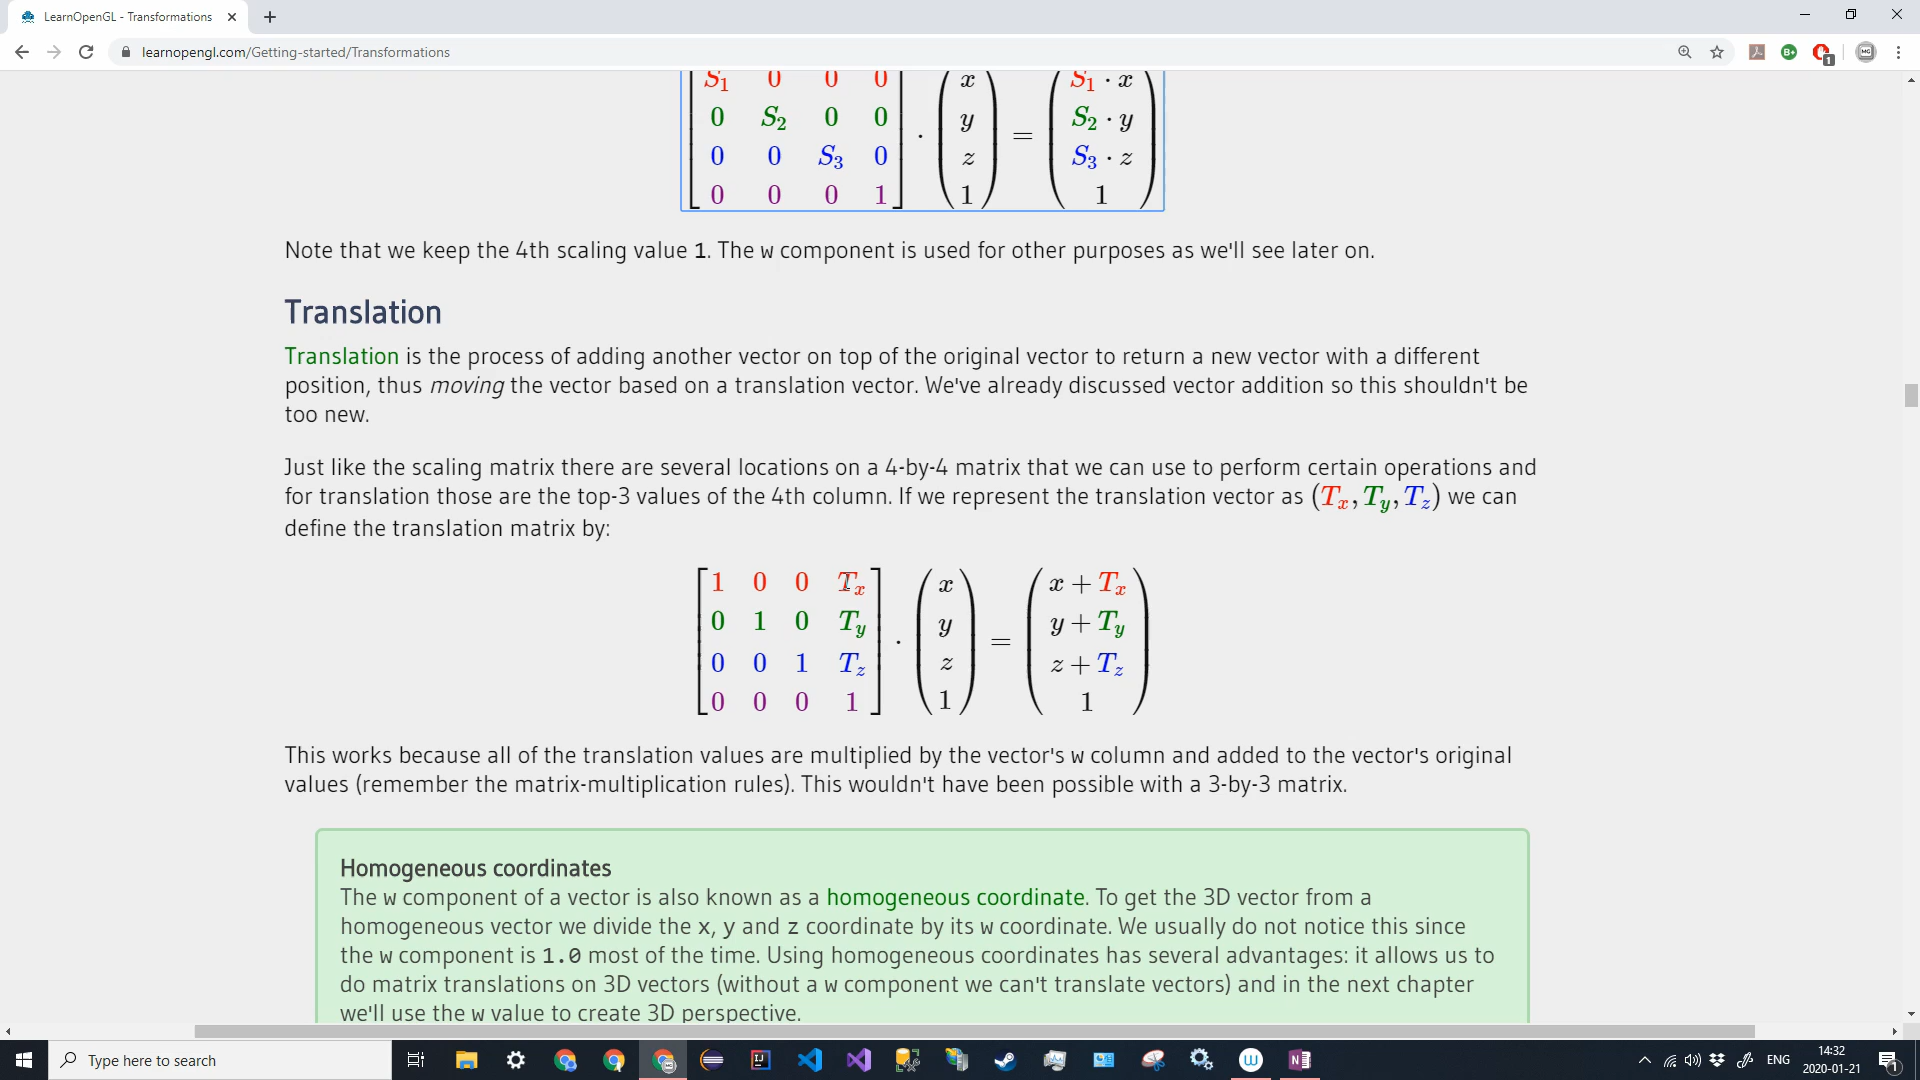 LearnOpenGL - Transformations
learnopengl.com/Getting-started/Transformations
S1 0 0 0 x S1 · x
0 S2 0 0 · y = S2 · y
0 0 S3 0 z S3 · z
0 0 0 1 1 1
Note that we keep the 4th scaling value 1. The w component is used for other purposes as we'll see later on.
Translation
Translation is the process of adding another vector on top of the original vector to return a new vector with a different
position, thus moving the vector based on a translation vector. We've already discussed vector addition so this shouldn't be
too new.
Just like the scaling matrix there are several locations on a 4-by-4 matrix that we can use to perform certain operations and
for translation those are the top-3 values of the 4th column. If we represent the translation vector as (Tx, Ty, Tz) we can
define the translation matrix by:
1 0 0 Tx x x + Tx
0 1 0 Ty · y = y + Ty
0 0 1 Tz z z + Tz
0 0 0 1 1 1
This works because all of the translation values are multiplied by the vector's w column and added to the vector's original
values (remember the matrix-multiplication rules). This wouldn't have been possible with a 3-by-3 matrix.
Homogeneous coordinates
The w component of a vector is also known as a homogeneous coordinate. To get the 3D vector from a
homogeneous vector we divide the x, y and z coordinate by its w coordinate. We usually do not notice this since
the w component is 1.0 most of the time. Using homogeneous coordinates has several advantages: it allows us to
do matrix translations on 3D vectors (without a w component we can't translate vectors) and in the next chapter
we'll use the w value to create 3D perspective.
Type here to search
ENG
14:32
2020-01-21